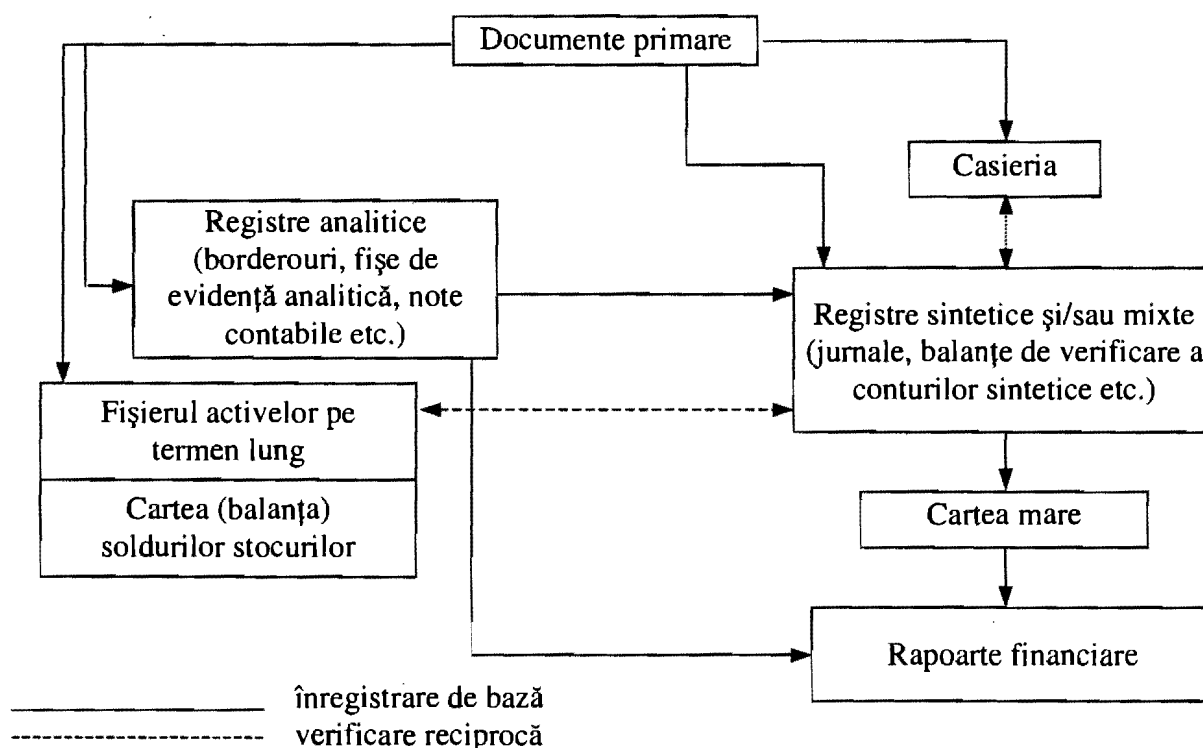 Documente primare
Casieria
Registre analitice
(borderouri, fişe de
evidenţă analitică, note
contabile etc.)
Registre sintetice şi/sau mixte
(jurnale, balanţe de verificare a
conturilor sintetice etc.)
Fişierul activelor pe
termen lung
Cartea (balanţa)
soldurilor stocurilor
Cartea mare
Rapoarte financiare
înregistrare de bază
verificare reciprocă